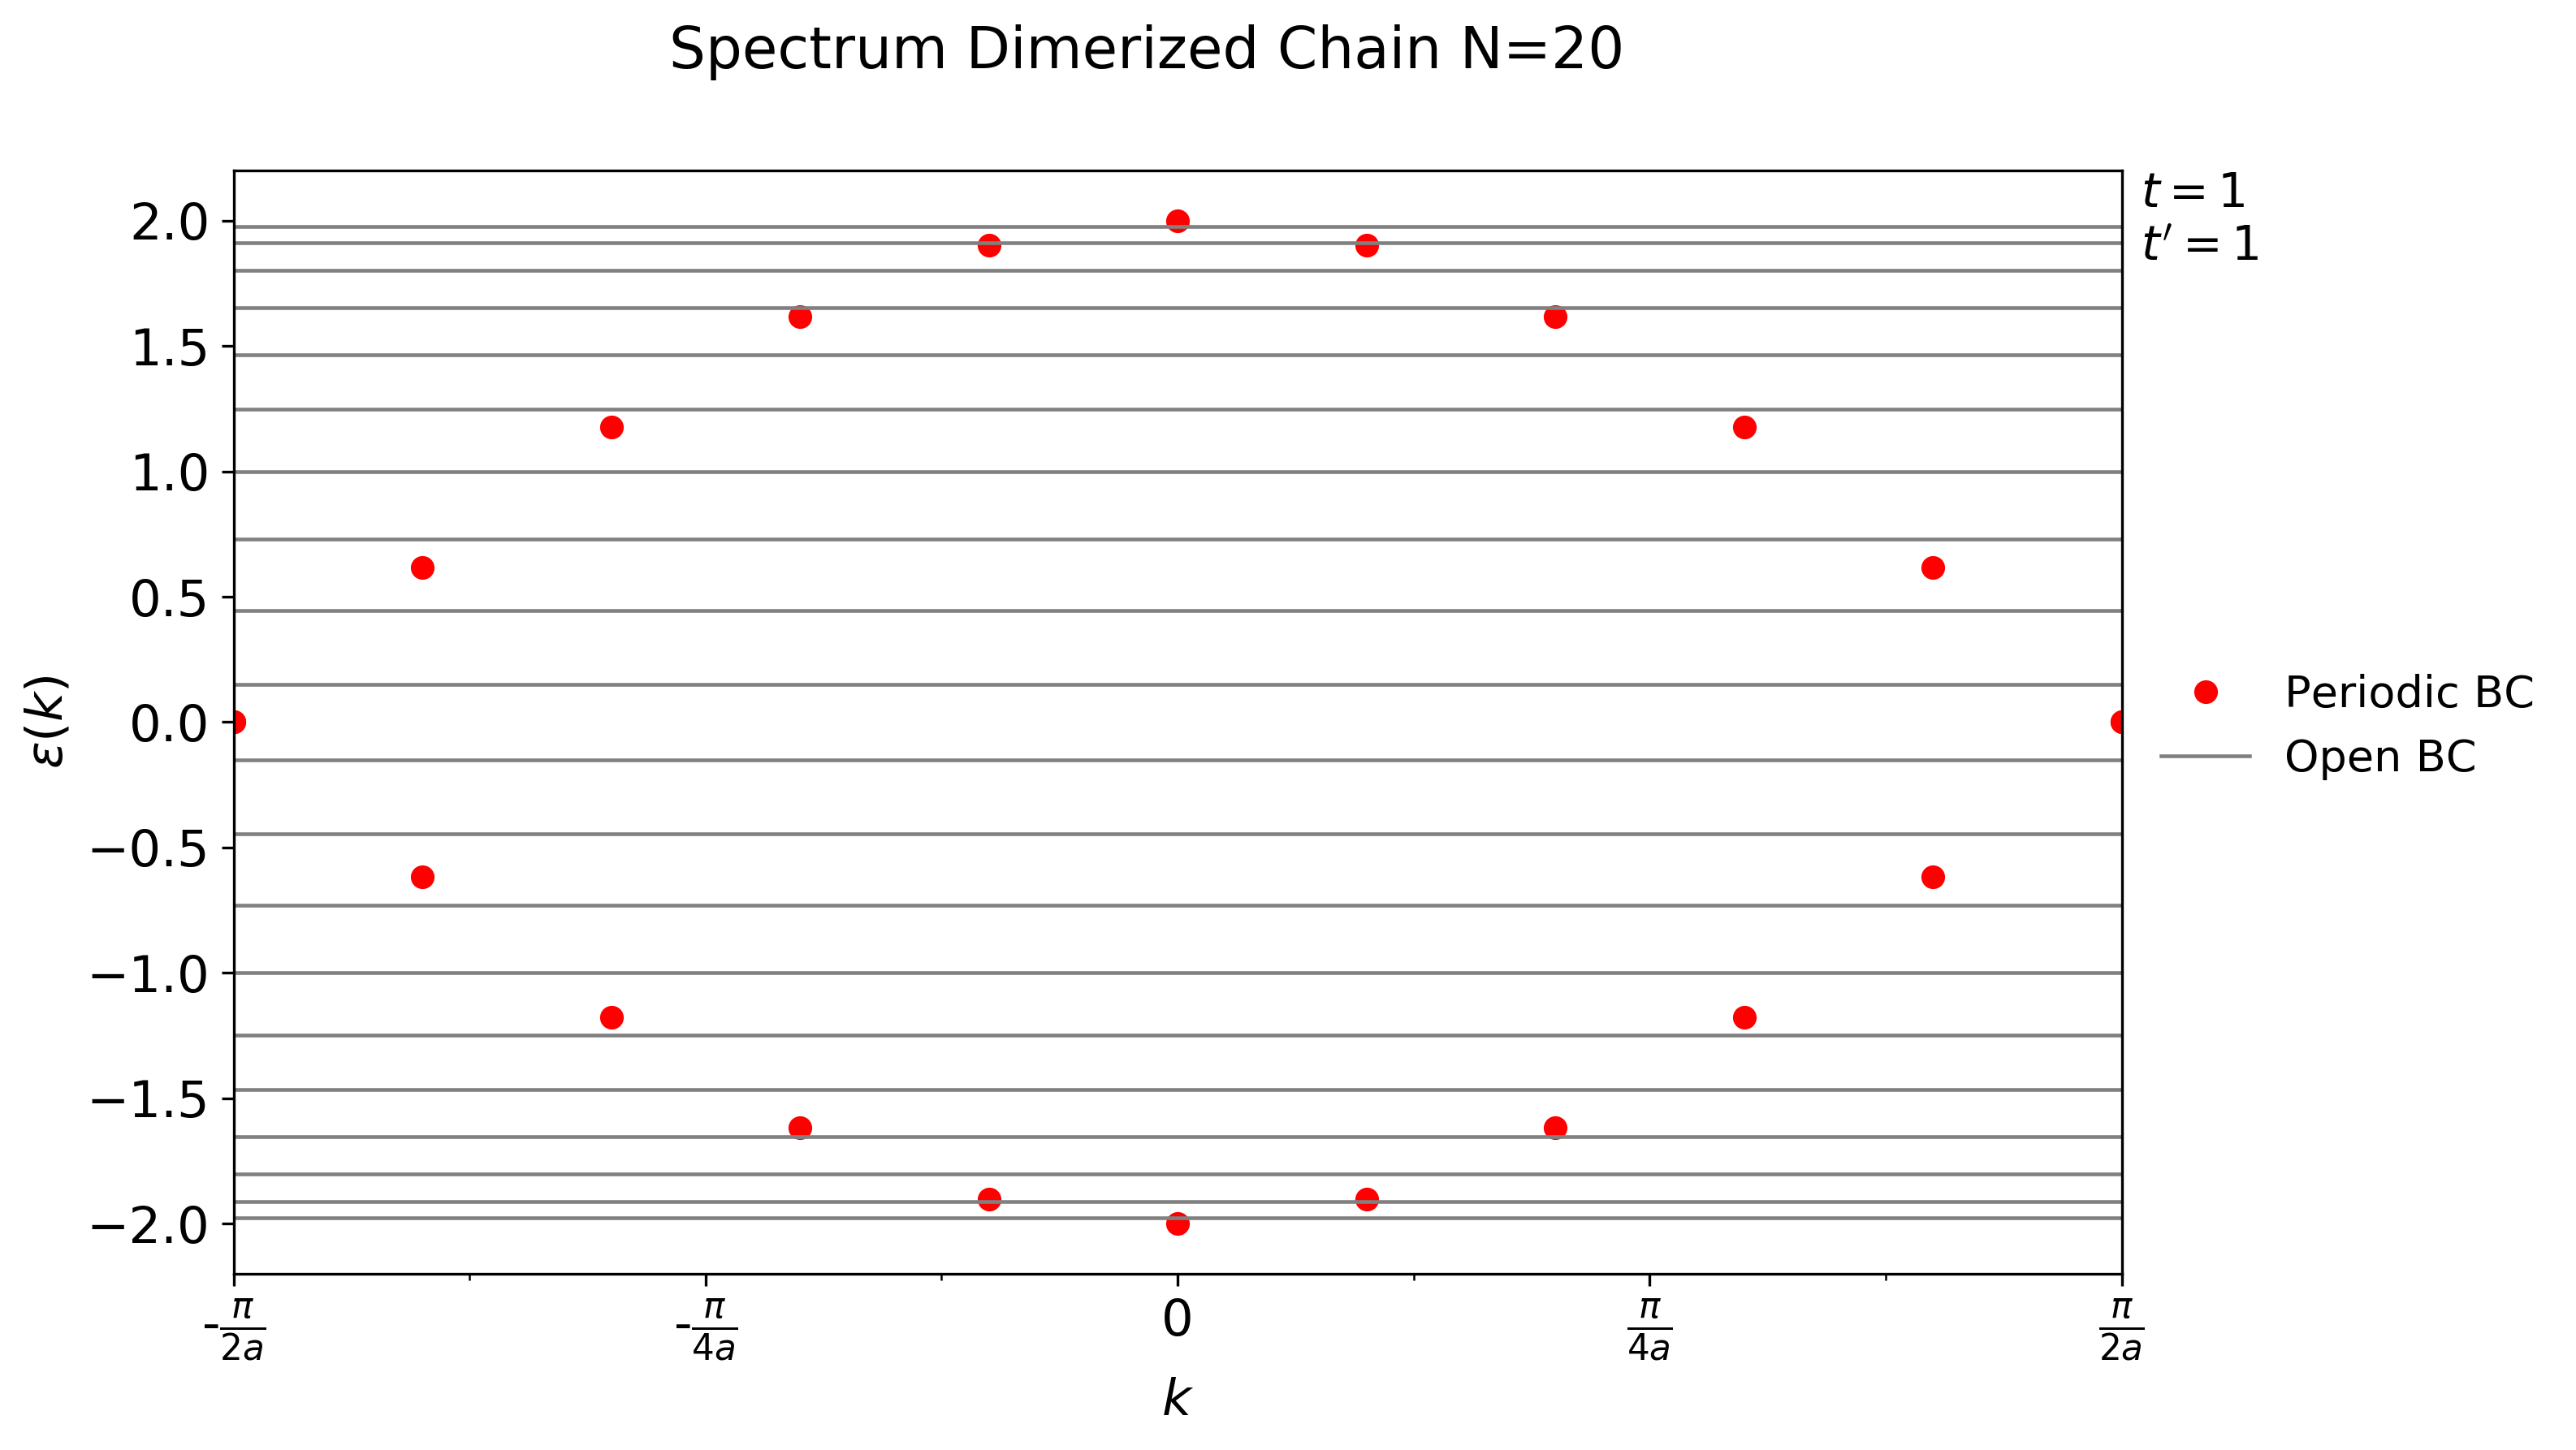 Spectrum Dimerized Chain N=20
t = 1
t′ = 1
2.0
1.5
1.0
0.5
0.0
−0.5
−1.0
−1.5
−2.0
ε(k)
-π/2a
-π/4a
0
π/4a
π/2a
k
Periodic BC
Open BC